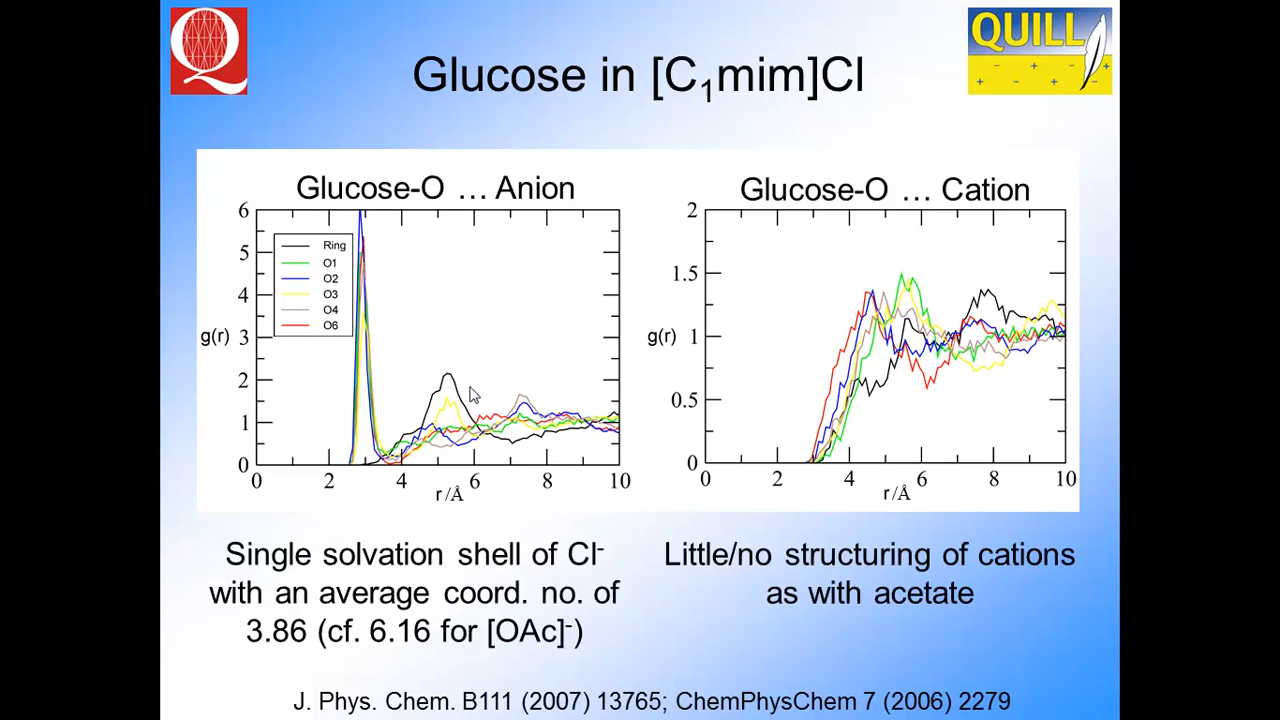 Q
QUILL
Glucose in [C₁mim]Cl
Glucose-O … Anion
6
5
4
3
2
1
0
g(r)
Ring
O1
O2
O3
O4
O6
0
2
4
6
8
10
r /Å
Glucose-O … Cation
2
1.5
1
0.5
0
g(r)
0
2
4
6
8
10
r /Å
Single solvation shell of Cl⁻
with an average coord. no. of
3.86 (cf. 6.16 for [OAc]⁻)
Little/no structuring of cations
as with acetate
J. Phys. Chem. B111 (2007) 13765; ChemPhysChem 7 (2006) 2279